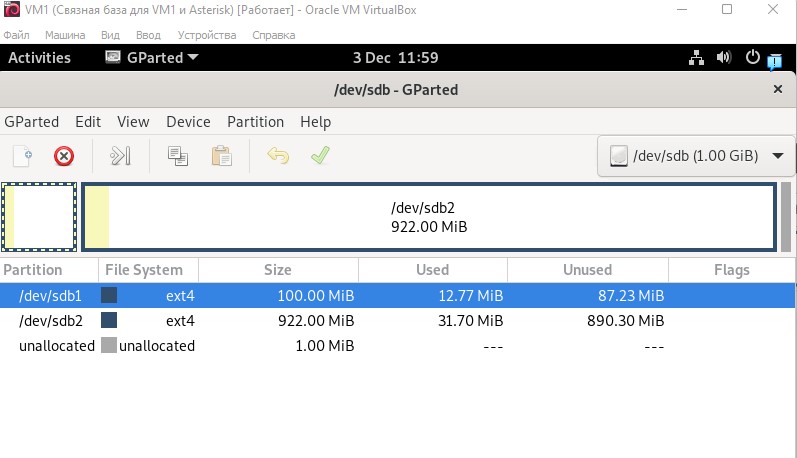 VM1 (Связная база для VM1 и Asterisk) [Работает] - Oracle VM VirtualBox
Файл Машина Вид Ввод Устройства Справка
Activities GParted 3 Dec 11:59
/dev/sdb - GParted
GParted Edit View Device Partition Help
/dev/sdb (1.00 GiB)
/dev/sdb2
922.00 MiB
Partition File System Size Used Unused Flags
/dev/sdb1 ext4 100.00 MiB 12.77 MiB 87.23 MiB
/dev/sdb2 ext4 922.00 MiB 31.70 MiB 890.30 MiB
unallocated unallocated 1.00 MiB --- ---